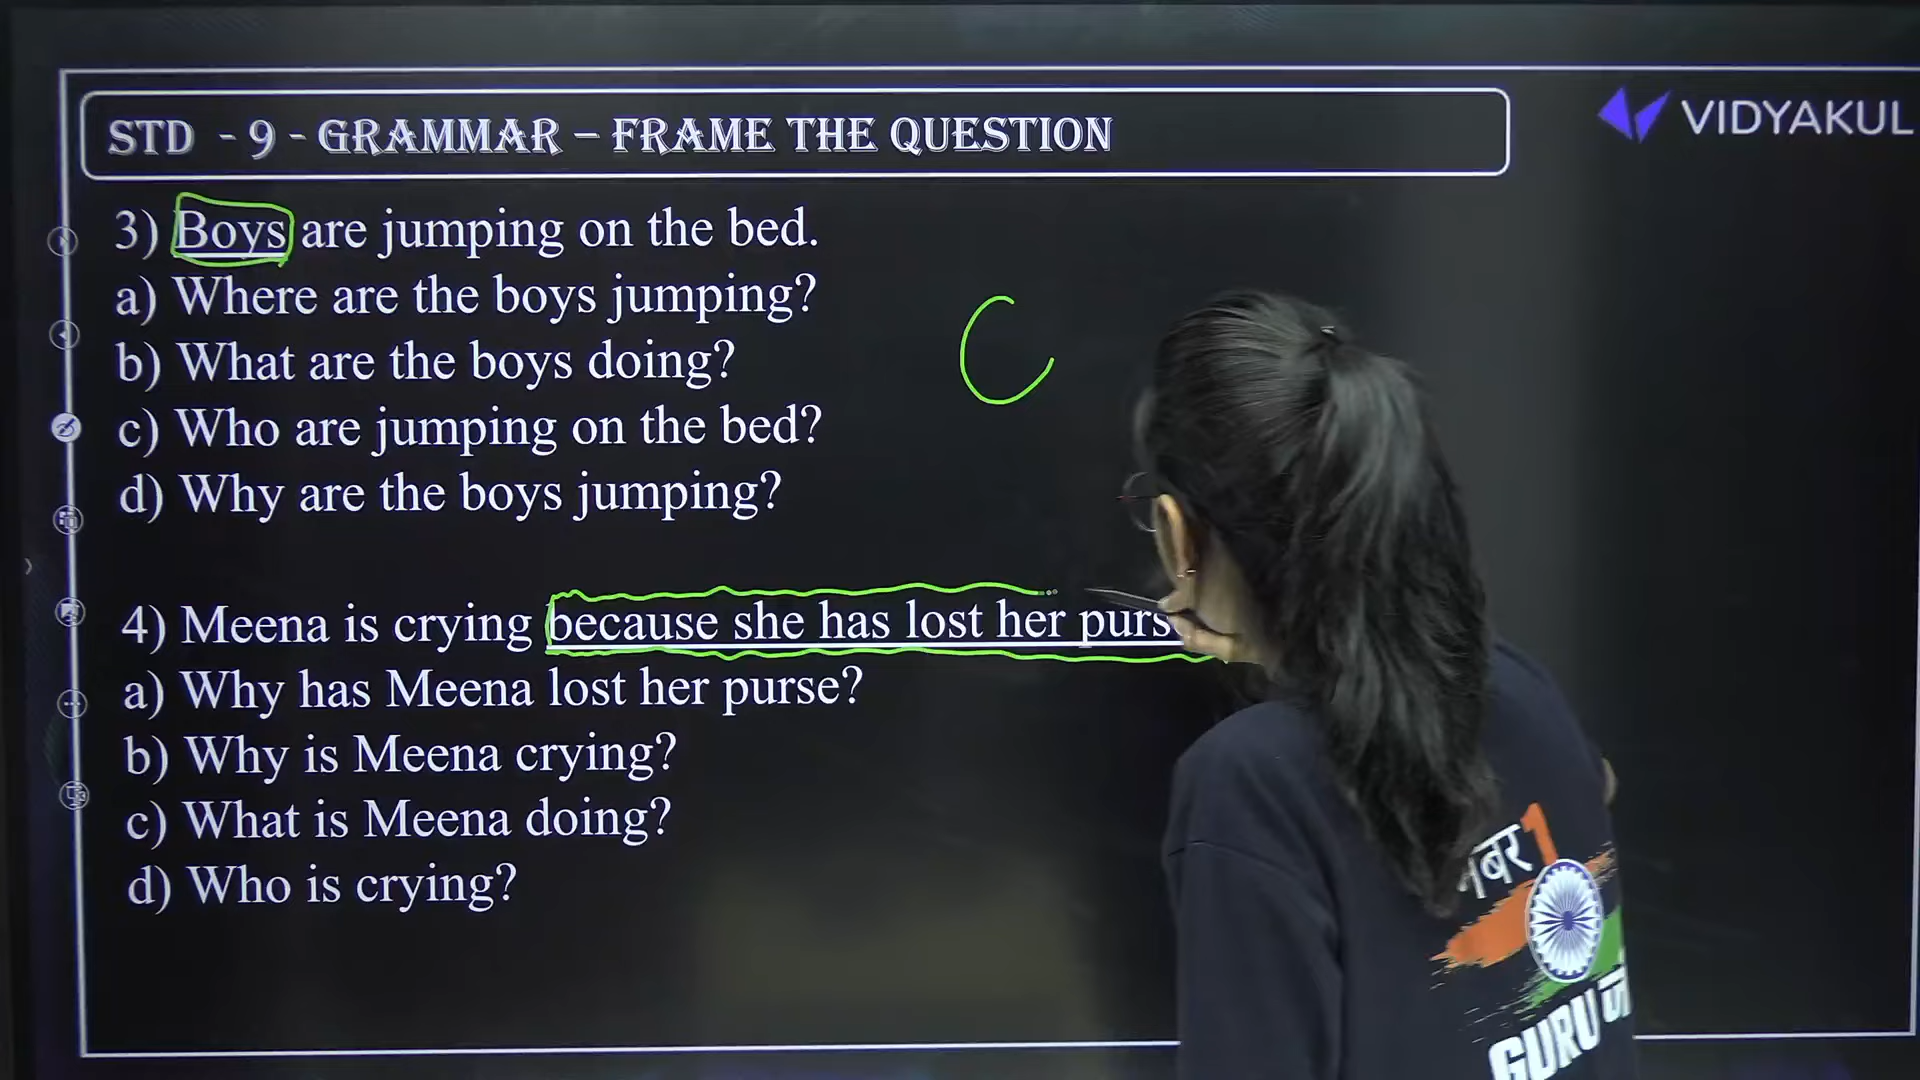 STD - 9 - GRAMMAR – FRAME THE QUESTION
VIDYAKUL
3) Boys are jumping on the bed.
a) Where are the boys jumping?
b) What are the boys doing?
c) Who are jumping on the bed?
d) Why are the boys jumping?
C
4) Meena is crying because she has lost her
a) Why has Meena lost her purse?
b) Why is Meena crying?
c) What is Meena doing?
d) Who is crying?
1
GURU